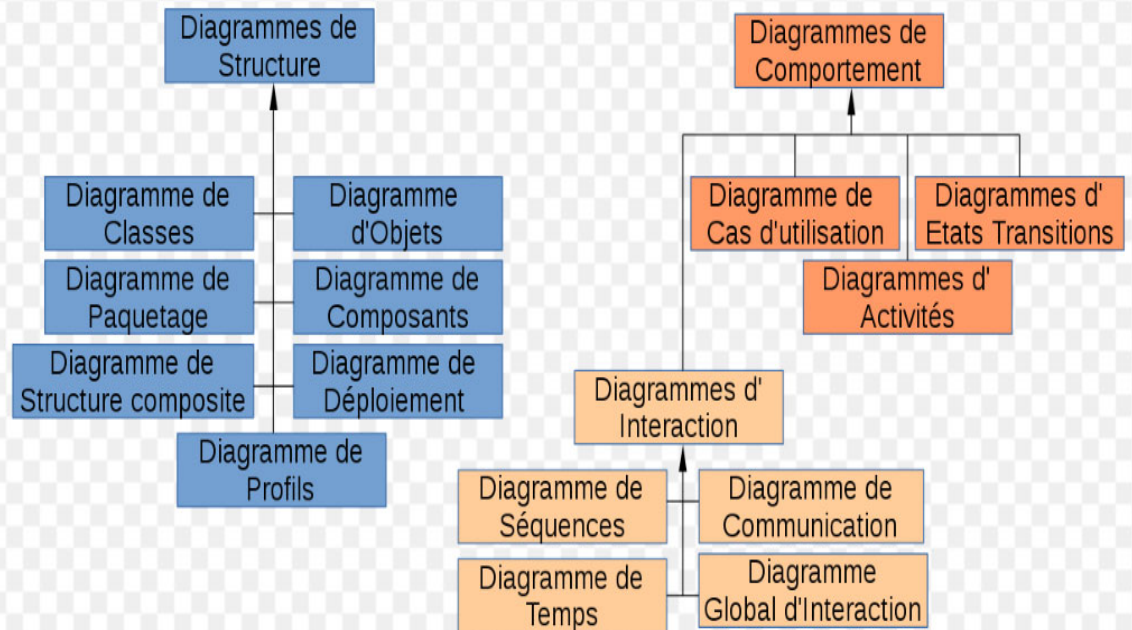 Diagrammes de
Structure
Diagramme de
Classes
Diagramme
d'Objets
Diagramme de
Paquetage
Diagramme de
Composants
Diagramme de
Structure composite
Diagramme de
Déploiement
Diagramme de
Profils
Diagrammes de
Comportement
Diagramme de
Cas d'utilisation
Diagrammes d'
Etats Transitions
Diagrammes d'
Activités
Diagrammes d'
Interaction
Diagramme de
Séquences
Diagramme de
Communication
Diagramme de
Temps
Diagramme
Global d'Interaction